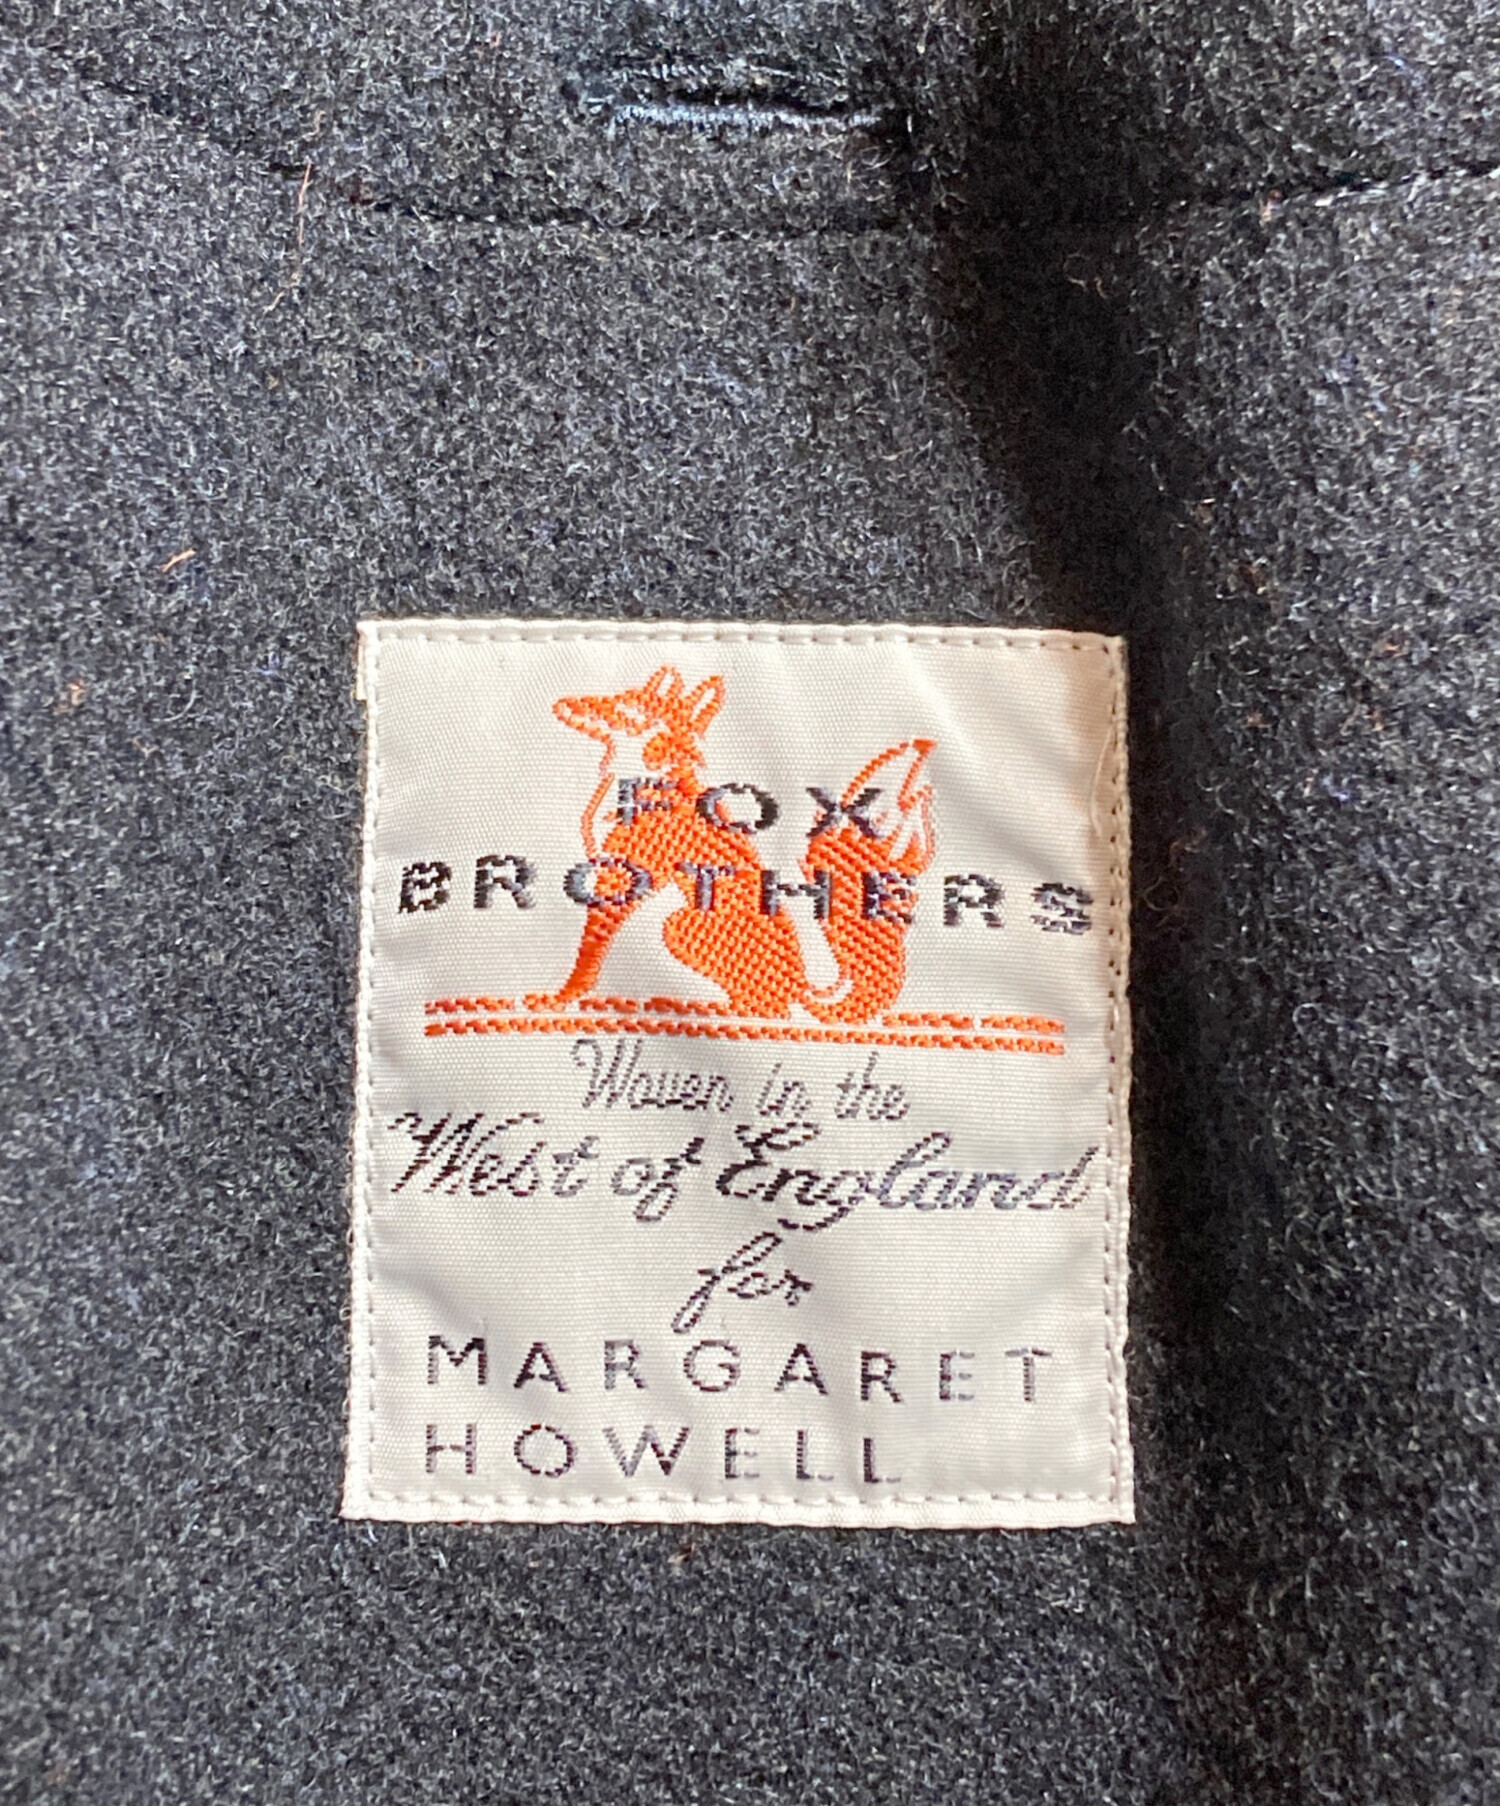 FOX
BROTHERS
Woven in the
West of England
for
MARGARET
HOWELL